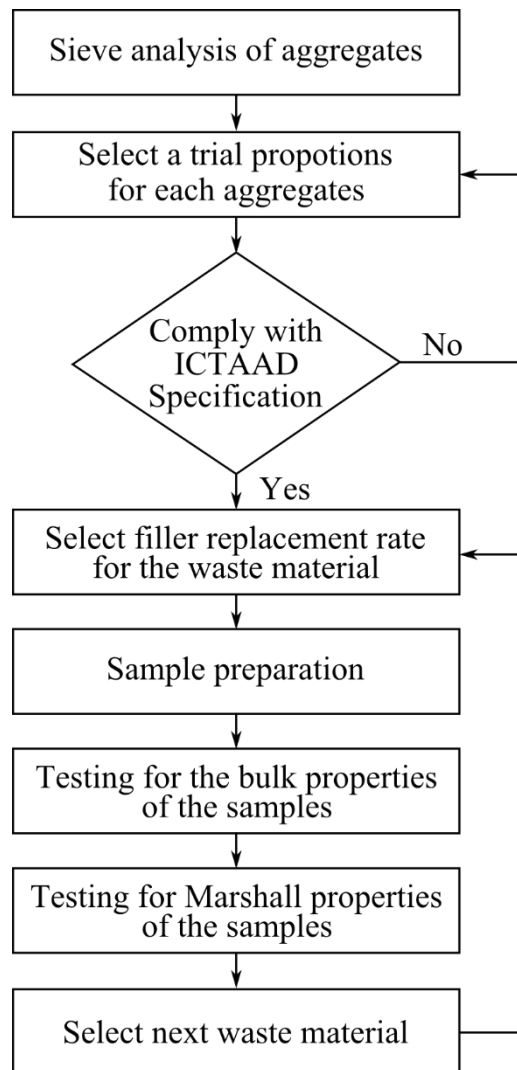 Sieve analysis of aggregates
Select a trial propotions
for each aggregates
Comply with
ICTAAD
Specification
No
Yes
Select filler replacement rate
for the waste material
Sample preparation
Testing for the bulk properties
of the samples
Testing for Marshall properties
of the samples
Select next waste material